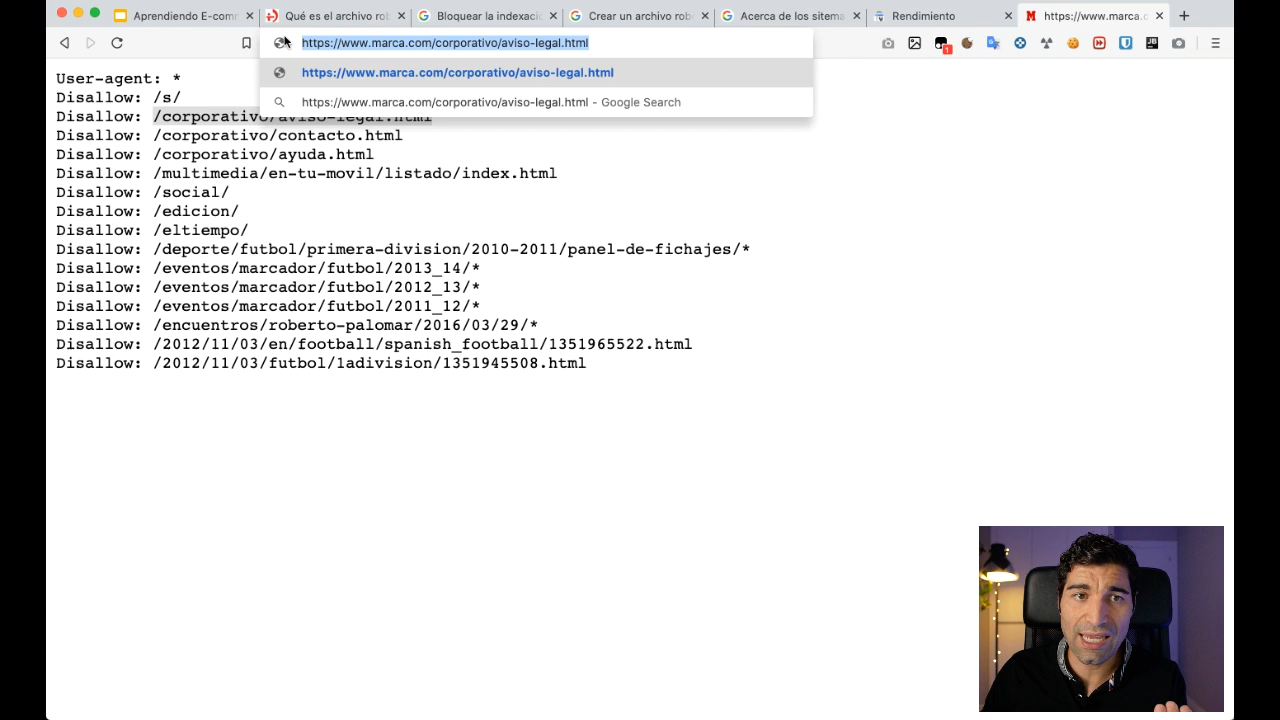 Aprendiendo E-com
Qué es el archivo ro
Bloquear la indexaci
Crear un archivo rob
Acerca de los sitema
Rendimiento
https://www.marca.c
https://www.marca.com/corporativo/aviso-legal.html
https://www.marca.com/corporativo/aviso-legal.html
https://www.marca.com/corporativo/aviso-legal.html - Google Search
1
JB
User-agent: *
Disallow: /s/
Disallow: /corporativo/aviso-legal.html
Disallow: /corporativo/contacto.html
Disallow: /corporativo/ayuda.html
Disallow: /multimedia/en-tu-movil/listado/index.html
Disallow: /social/
Disallow: /edicion/
Disallow: /eltiempo/
Disallow: /deporte/futbol/primera-division/2010-2011/panel-de-fichajes/*
Disallow: /eventos/marcador/futbol/2013_14/*
Disallow: /eventos/marcador/futbol/2012_13/*
Disallow: /eventos/marcador/futbol/2011_12/*
Disallow: /encuentros/roberto-palomar/2016/03/29/*
Disallow: /2012/11/03/en/football/spanish_football/1351965522.html
Disallow: /2012/11/03/futbol/1adivision/1351945508.html